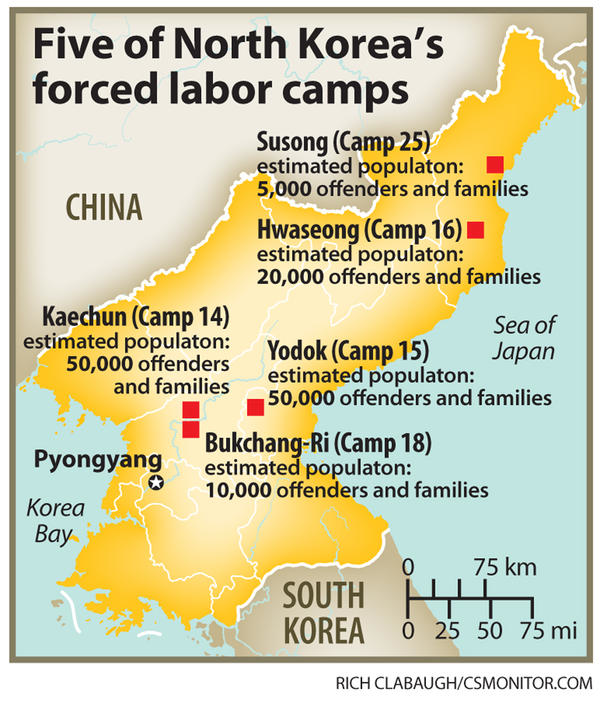 Five of North Korea's
forced labor camps
Susong (Camp 25)
estimated populaton:
5,000 offenders and families
CHINA
Hwaseong (Camp 16)
estimated populaton:
20,000 offenders and families
Kaechun (Camp 14)
estimated populaton:
50,000 offenders
and families
Sea of
Japan
Yodok (Camp 15)
estimated populaton:
50,000 offenders and families
Bukchang-Ri (Camp 18)
estimated populaton:
10,000 offenders and families
Pyongyang
Korea
Bay
SOUTH
KOREA
0 75 km
0 25 50 75 mi
RICH CLABAUGH/CSMONITOR.COM